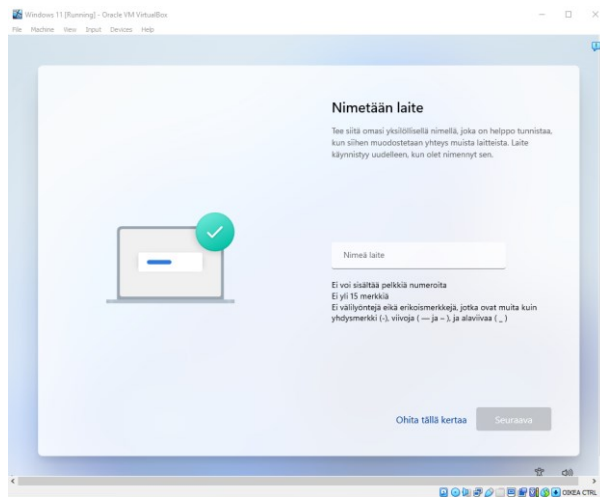 Windows 11 [Running] - Oracle VM VirtualBox
File Machine View Input Devices Help
Nimetään laite
Tee siitä omasi yksilöllisellä nimellä, joka on helppo tunnistaa,
kun siihen muodostetaan yhteys muista laitteista. Laite
käynnistyy uudelleen, kun olet nimennyt sen.
Nimeä laite
Ei voi sisältää pelkkiä numeroita
Ei yli 15 merkkiä
Ei välilyöntejä eikä erikoismerkkejä, jotka ovat muita kuin
yhdysmerkki (-), viivoja ( — ja – ), ja alaviivaa ( _ )
Ohita tällä kertaa
Seuraava
OIKEA CTRL